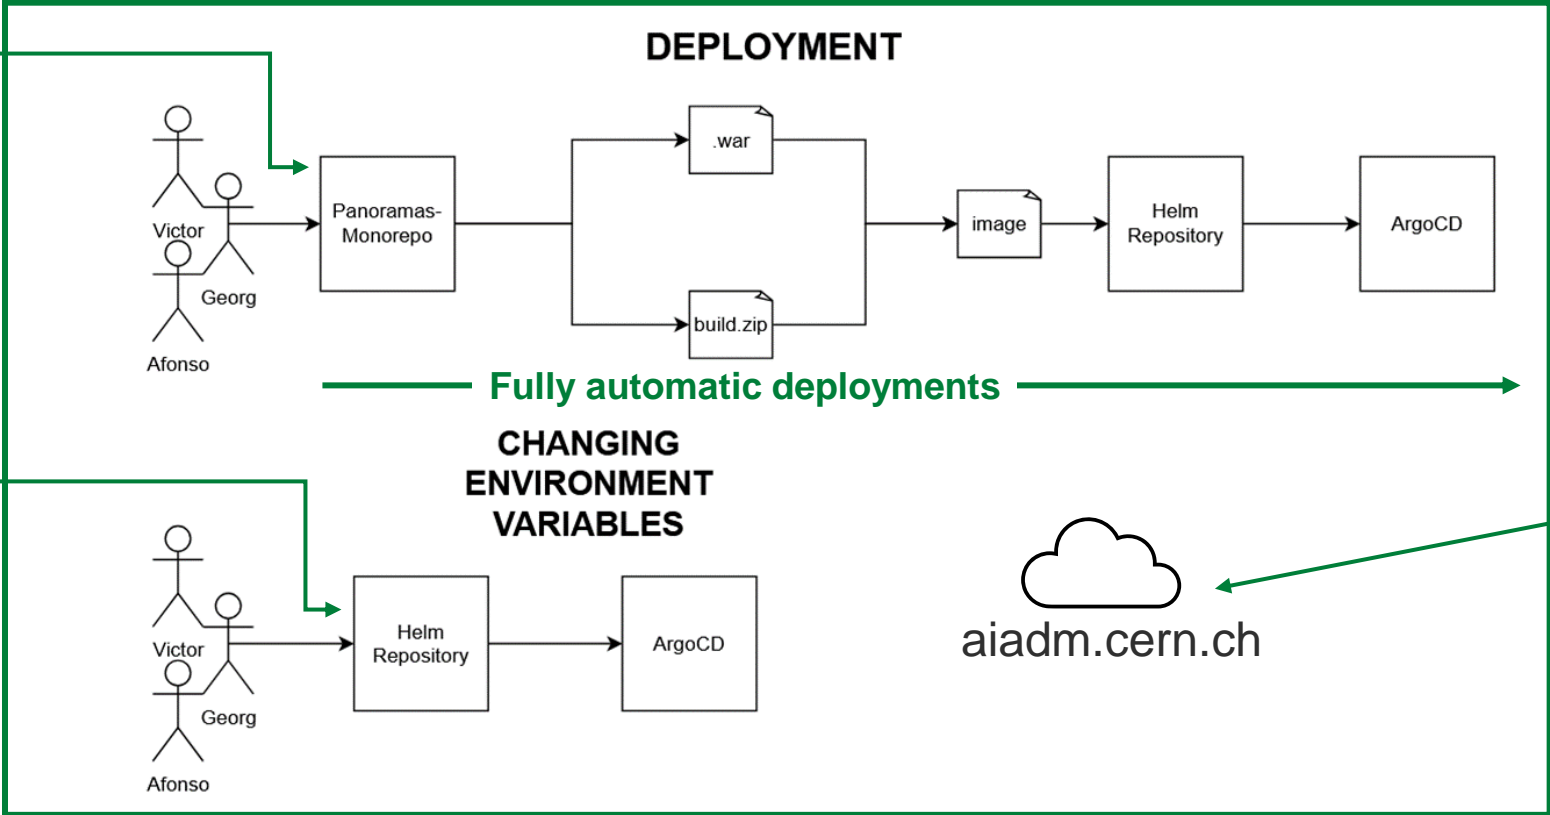 DEPLOYMENT
Victor
Georg
Afonso
Panoramas-
Monorepo
.war
build.zip
image
Helm
Repository
ArgoCD
Fully automatic deployments
CHANGING
ENVIRONMENT
VARIABLES
Victor
Georg
Afonso
Helm
Repository
ArgoCD
aiadm.cern.ch